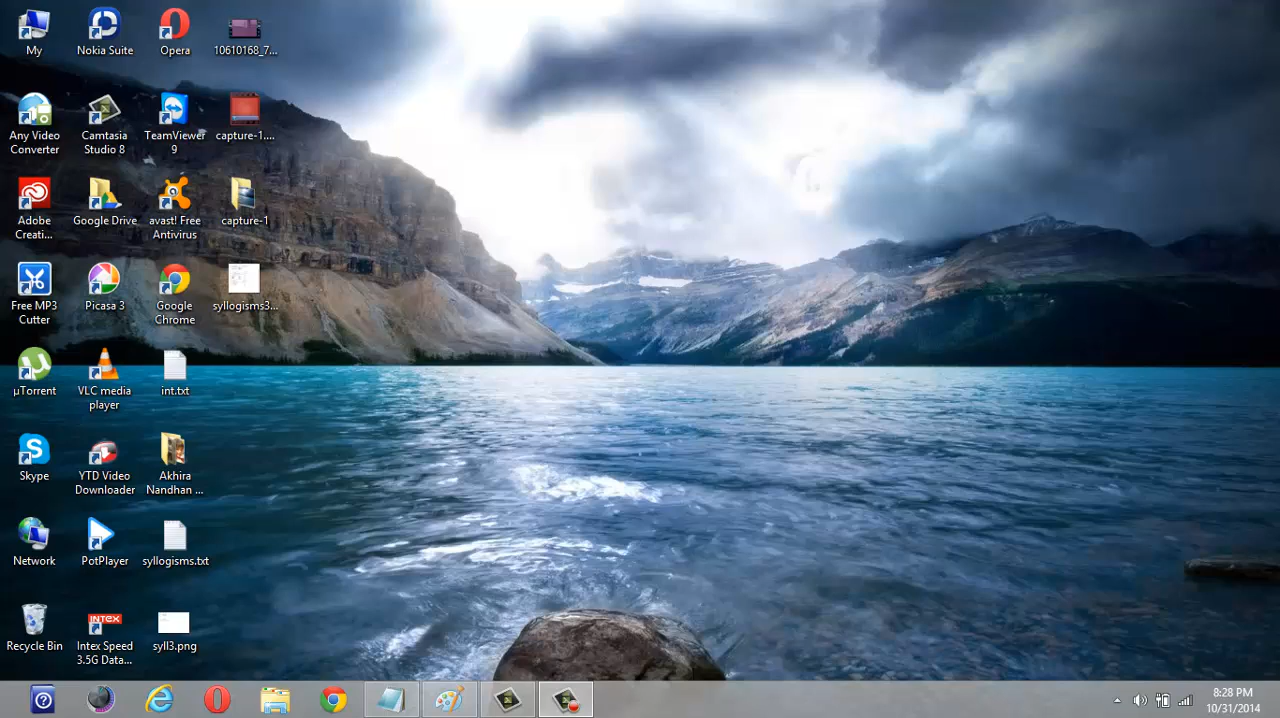 My
Nokia Suite
Opera
10610168_7...
Any Video
Converter
Camtasia
Studio 8
TeamViewer
9
capture-1....
Adobe
Creati...
Google Drive
avast! Free
Antivirus
capture-1
Free MP3
Cutter
Picasa 3
Google
Chrome
syllogisms3...
µTorrent
VLC media
player
int.txt
Skype
YTD Video
Downloader
Akhira
Nandhan ...
Network
PotPlayer
syllogisms.txt
Recycle Bin
INTEX
Intex Speed
3.5G Data...
syll3.png
8:28 PM
10/31/2014